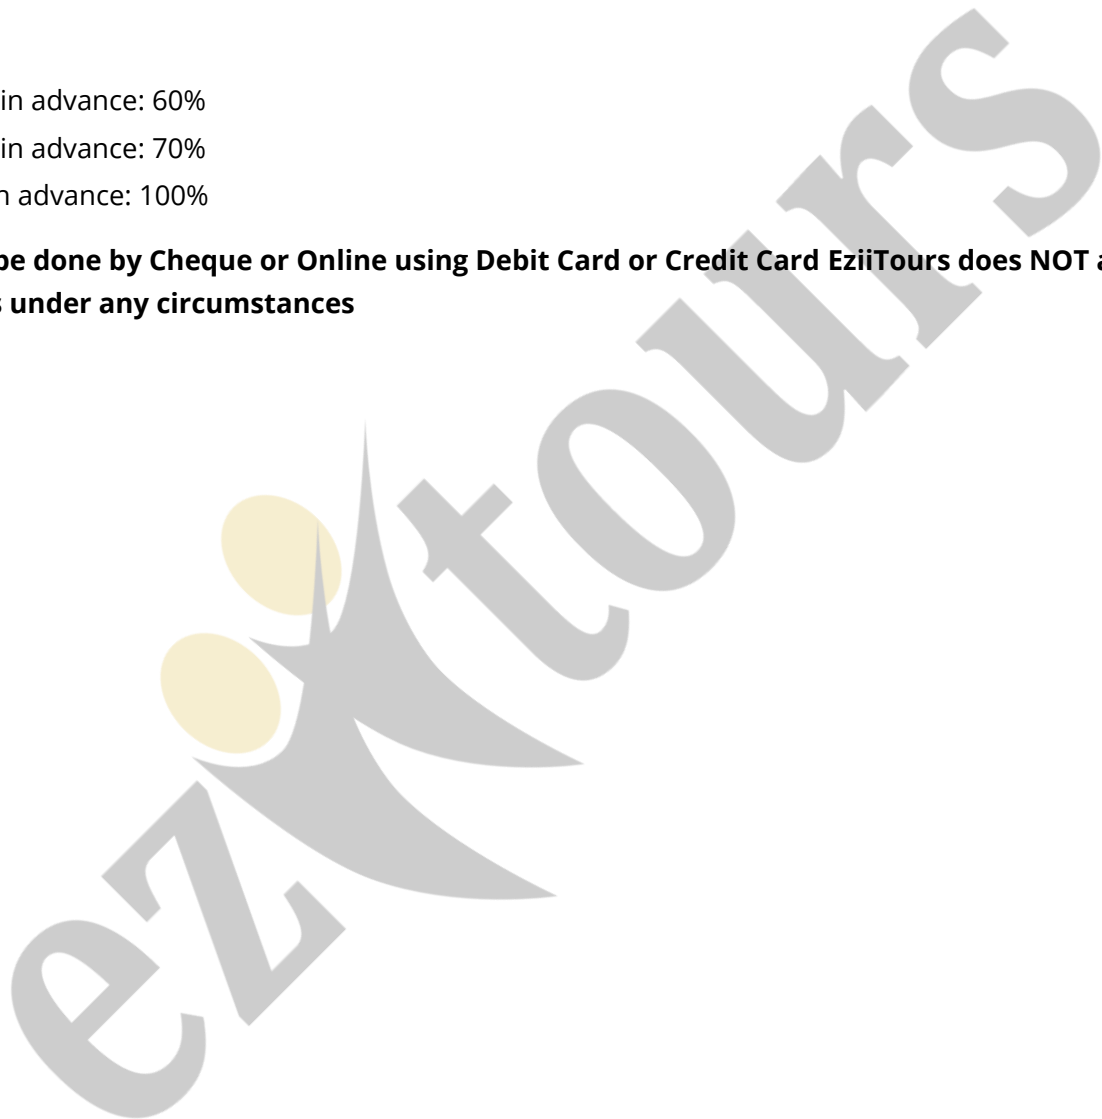 in advance: 60%
in advance: 70%
n advance: 100%
be done by Cheque or Online using Debit Card or Credit Card EziiTours does NOT a
s under any circumstances
eziitours